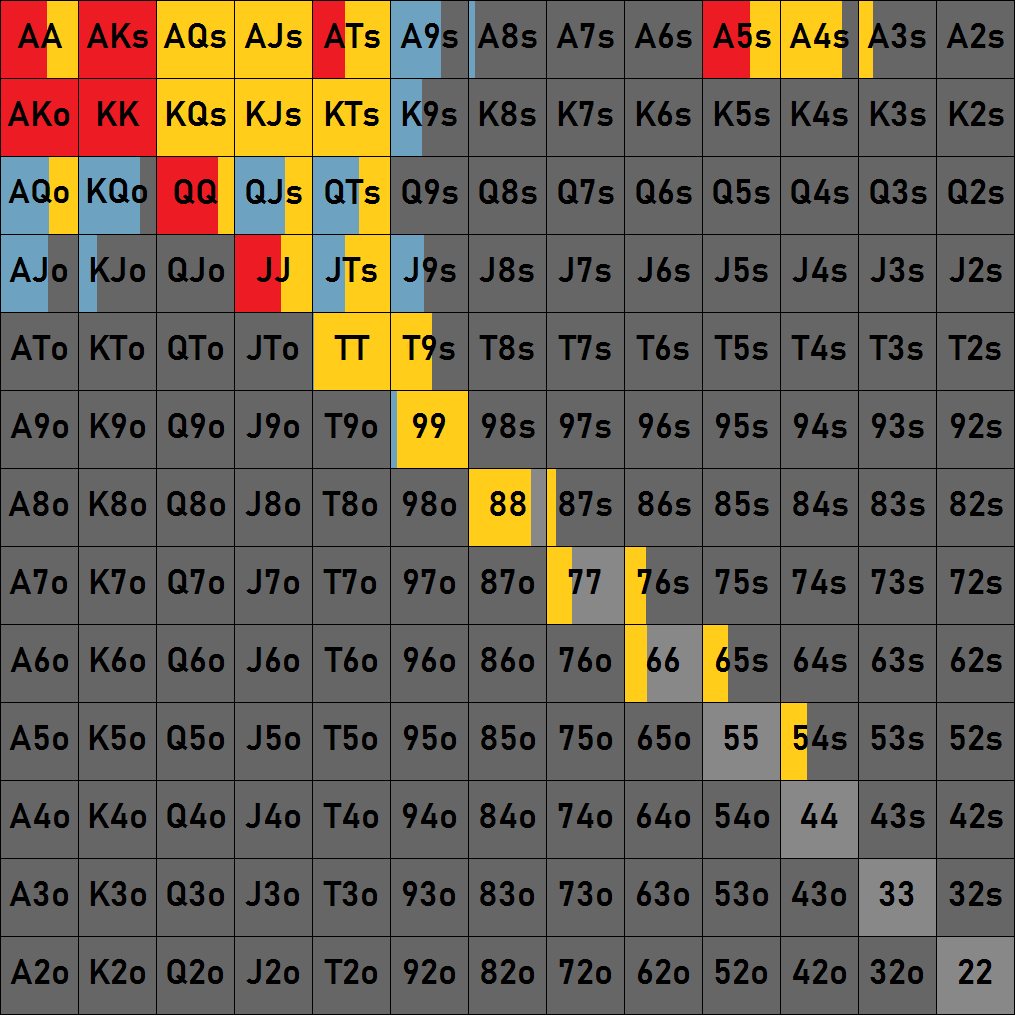 AA AKs AQs AJs ATs A9s A8s A7s A6s A5s A4s A3s A2s
AKo KK KQs KJs KTs K9s K8s K7s K6s K5s K4s K3s K2s
AQo KQo QQ QJs QTs Q9s Q8s Q7s Q6s Q5s Q4s Q3s Q2s
AJo KJo QJo JJ JTs J9s J8s J7s J6s J5s J4s J3s J2s
ATo KTo QTo JTo TT T9s T8s T7s T6s T5s T4s T3s T2s
A9o K9o Q9o J9o T9o 99 98s 97s 96s 95s 94s 93s 92s
A8o K8o Q8o J8o T8o 98o 88 87s 86s 85s 84s 83s 82s
A7o K7o Q7o J7o T7o 97o 87o 77 76s 75s 74s 73s 72s
A6o K6o Q6o J6o T6o 96o 86o 76o 66 65s 64s 63s 62s
A5o K5o Q5o J5o T5o 95o 85o 75o 65o 55 54s 53s 52s
A4o K4o Q4o J4o T4o 94o 84o 74o 64o 54o 44 43s 42s
A3o K3o Q3o J3o T3o 93o 83o 73o 63o 53o 43o 33 32s
A2o K2o Q2o J2o T2o 92o 82o 72o 62o 52o 42o 32o 22